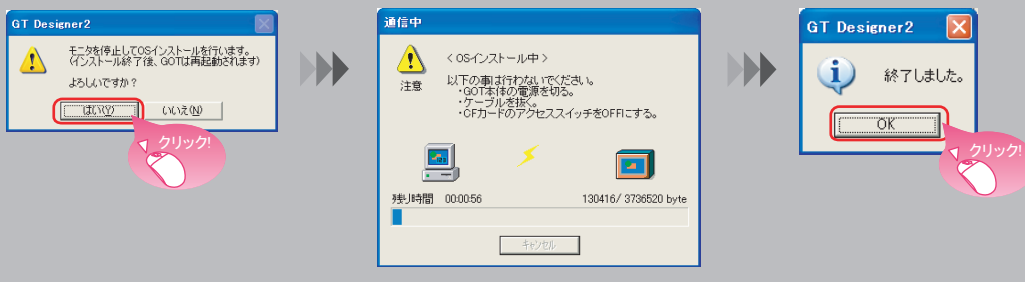 GT Designer2
モニタを停止してOSインストールを行います。
(インストール終了後、GOTは再起動されます)
よろしいですか?
はい(Y)
いいえ(N)
クリック!
通信中
注意
<OSインストール中>
以下の事は行わないでください。
・GOT本体の電源を切る。
・ケーブルを抜く。
・CFカードのアクセススイッチをOFFにする。
残り時間 00:00:56
130416/ 3736520 byte
キャンセル
GT Designer2
終了しました。
OK
クリック!